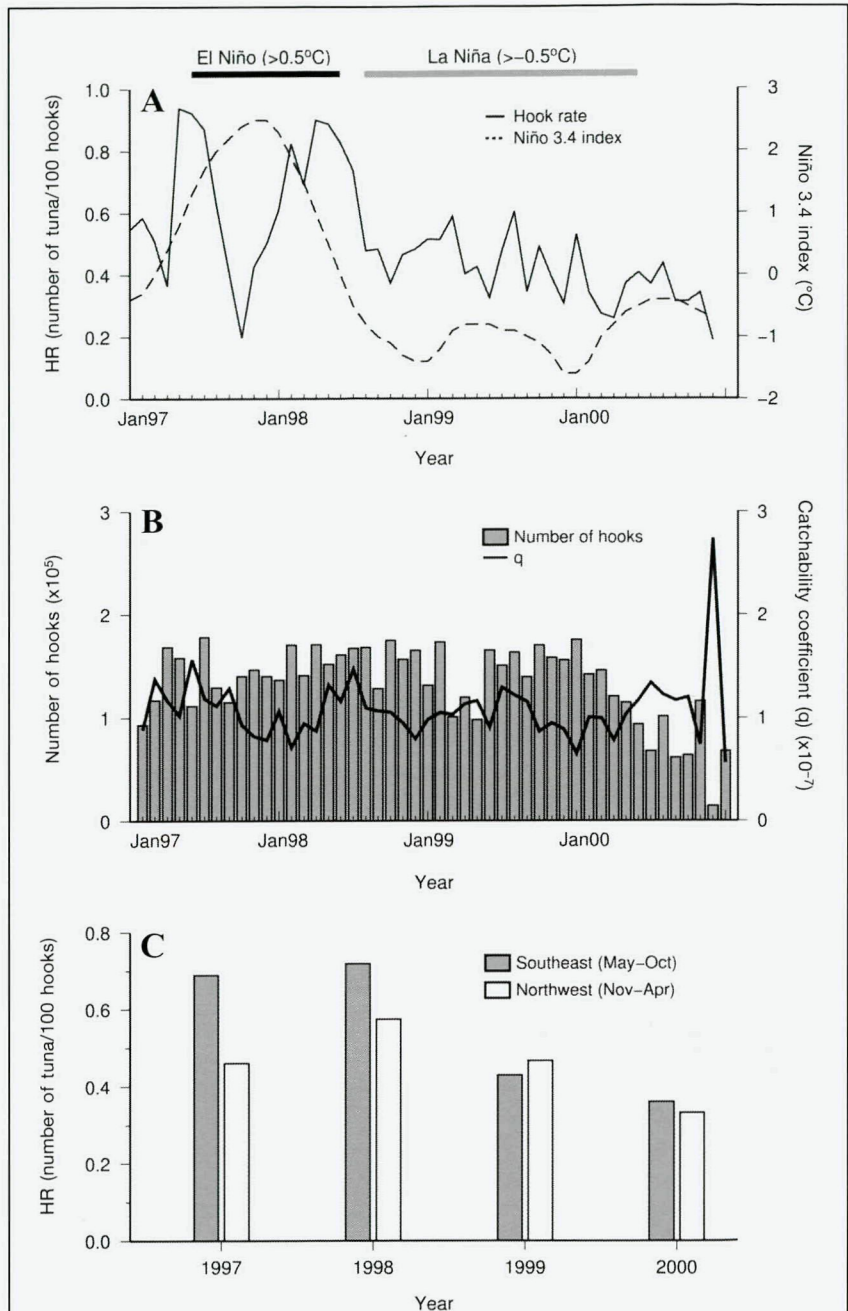 El Niño (>0.5°C) La Niña (>−0.5°C)
A
Hook rate
Niño 3.4 index
HR (number of tuna/100 hooks)
1.0
0.8
0.6
0.4
0.2
0.0
Niño 3.4 index (°C)
3
2
1
0
−1
−2
Jan97 Jan98 Jan99 Jan00
Year
B
Number of hooks
q
Number of hooks (x10⁵)
3
2
1
0
Catchability coefficient (q) (x10⁻⁷)
3
2
1
0
Jan97 Jan98 Jan99 Jan00
Year
C
Southeast (May−Oct)
Northwest (Nov−Apr)
HR (number of tuna/100 hooks)
0.8
0.6
0.4
0.2
0.0
1997 1998 1999 2000
Year